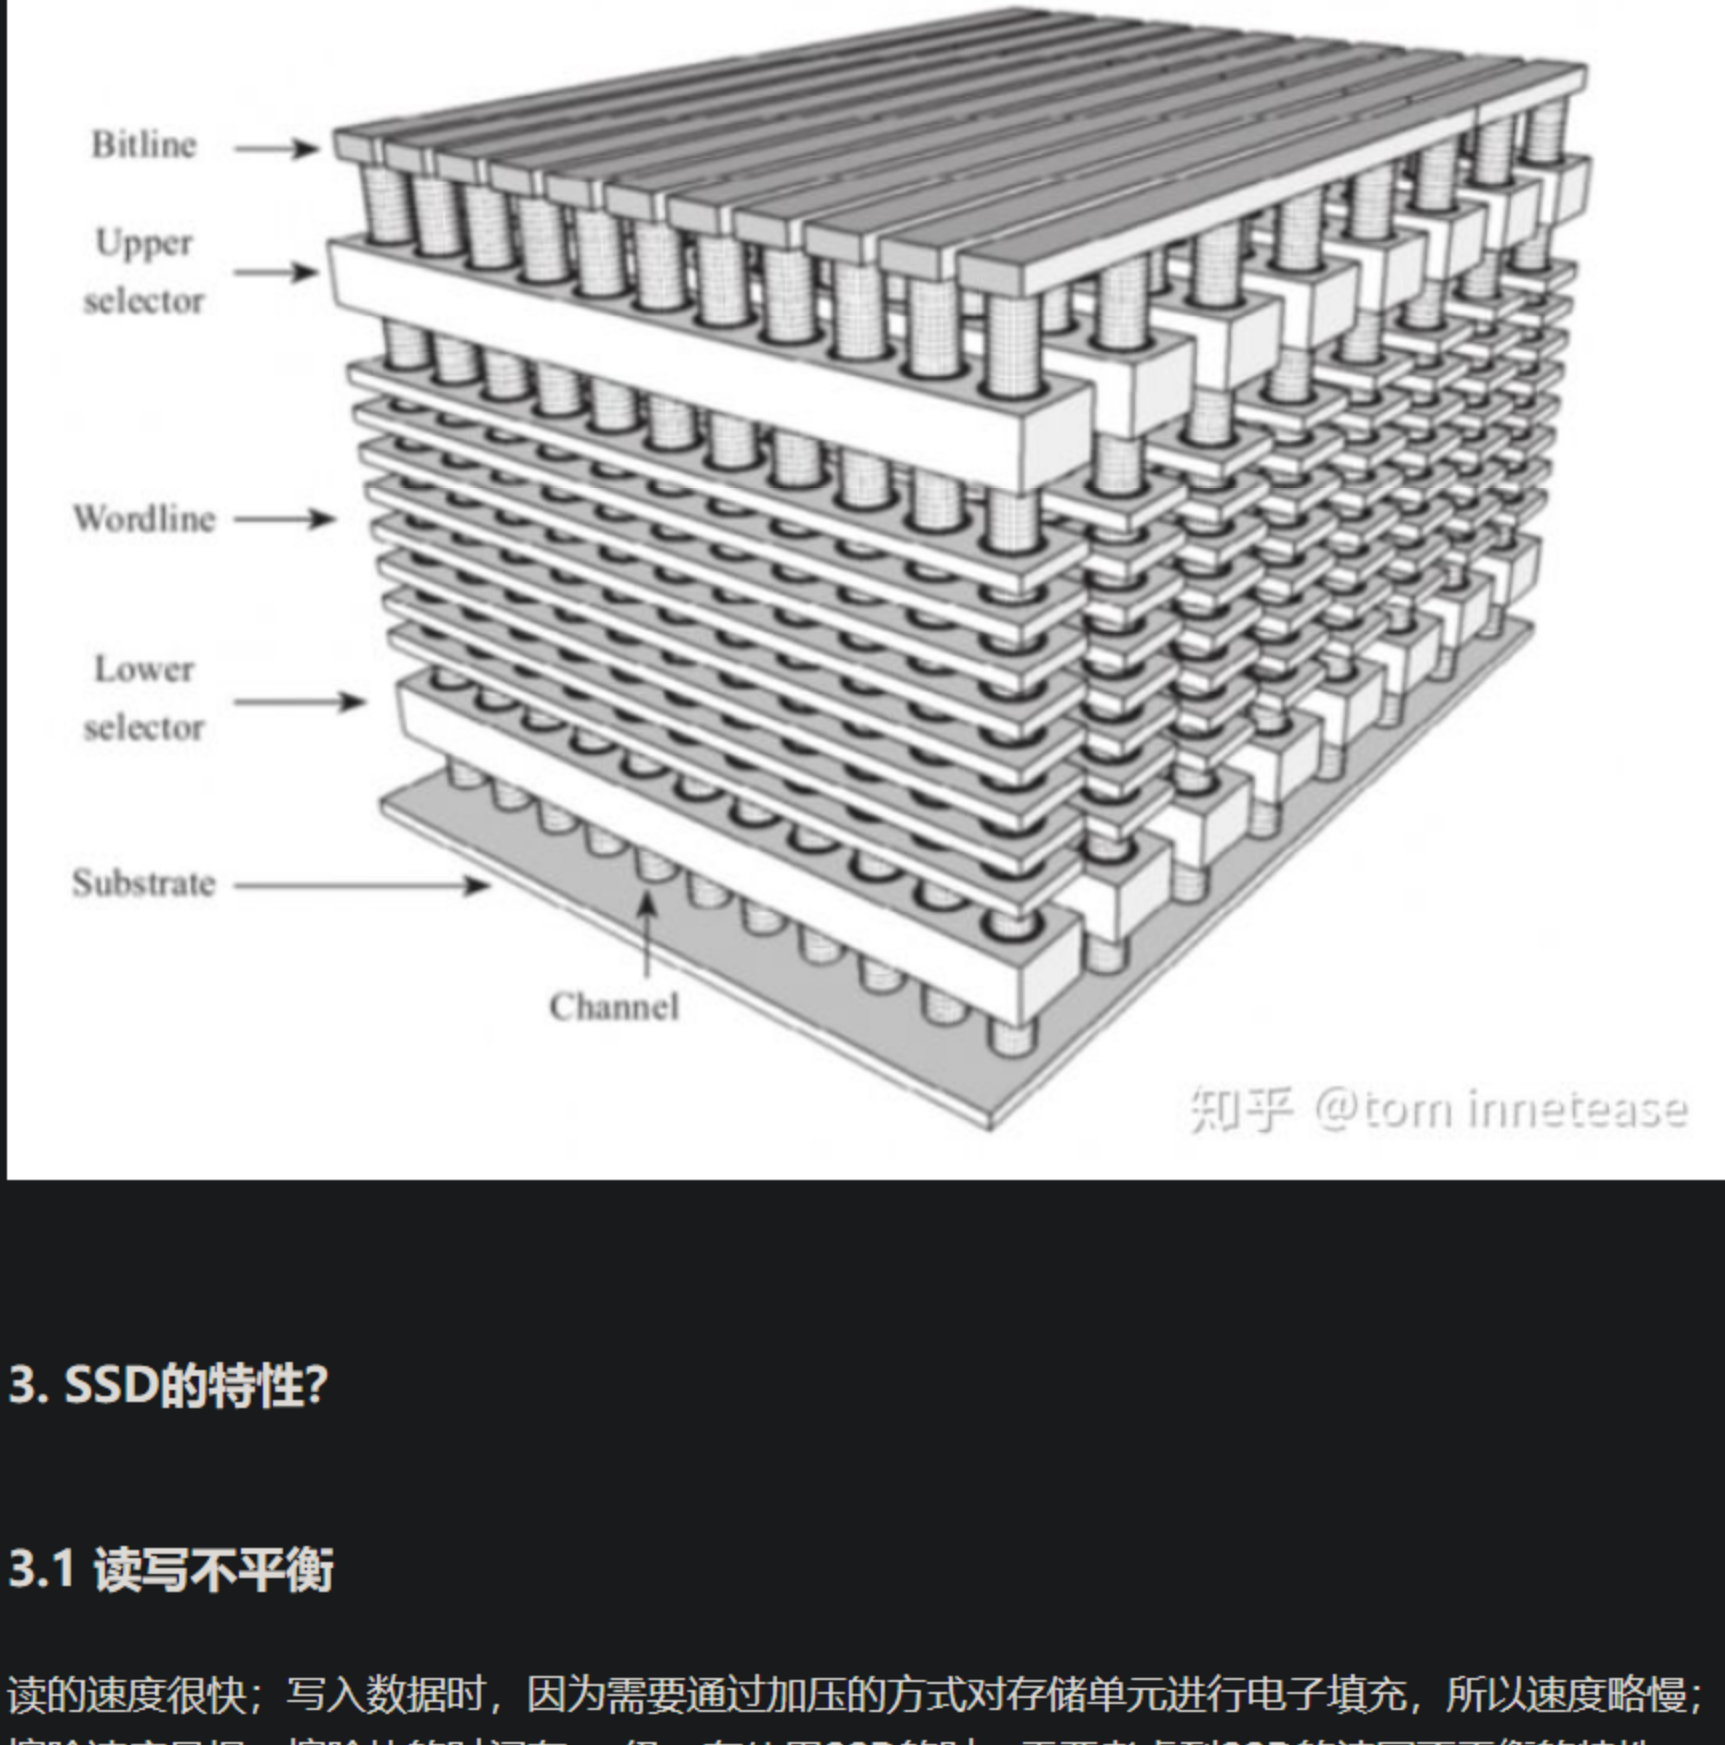 Bitline
Upper
selector
Wordline
Lower
selector
Substrate
Channel
知乎 @tom innetease
3. SSD的特性？
3.1 读写不平衡
读的速度很快；写入数据时，因为需要通过加压的方式对存储单元进行电子填充，所以速度略慢；